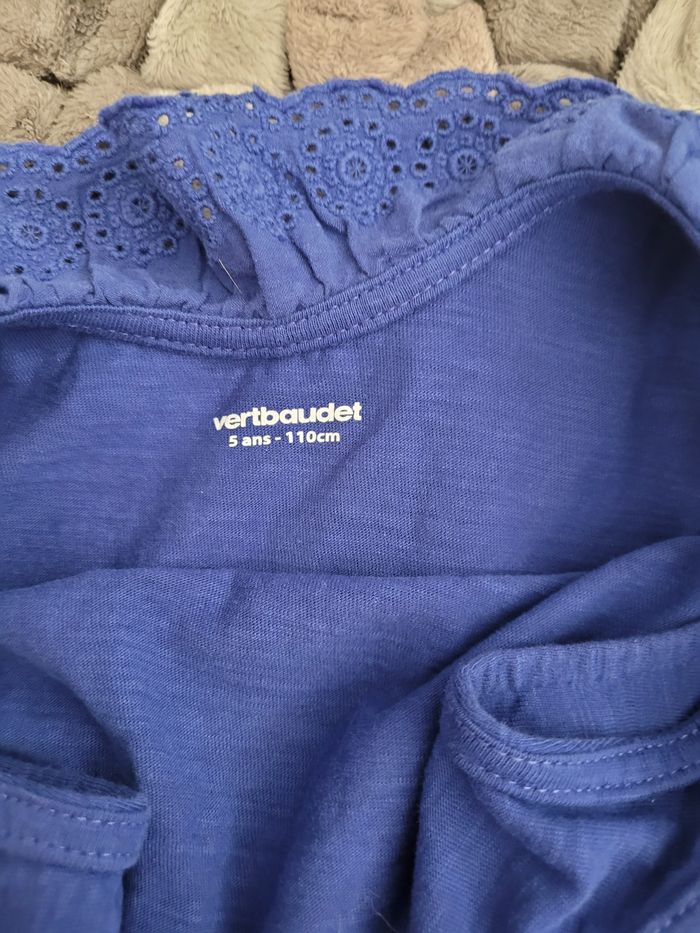 vertbaudet
5 ans - 110cm